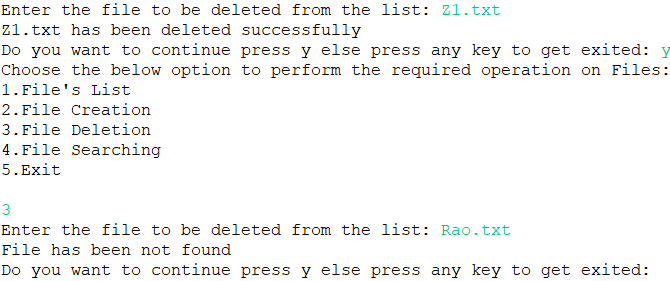 Enter the file to be deleted from the list: Z1.txt
Z1.txt has been deleted successfully
Do you want to continue press y else press any key to get exited: y
Choose the below option to perform the required operation on Files:
1.File's List
2.File Creation
3.File Deletion
4.File Searching
5.Exit
3
Enter the file to be deleted from the list: Rao.txt
File has been not found
Do you want to continue press y else press any key to get exited: